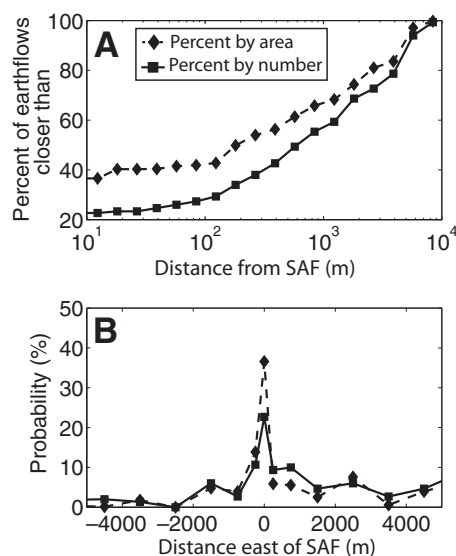 A
Percent by area
Percent by number
Percent of earthflows
closer than
100
80
60
40
20
10^1
10^2
10^3
10^4
Distance from SAF (m)
B
Probability (%)
50
40
30
20
10
0
−4000
−2000
0
2000
4000
Distance east of SAF (m)